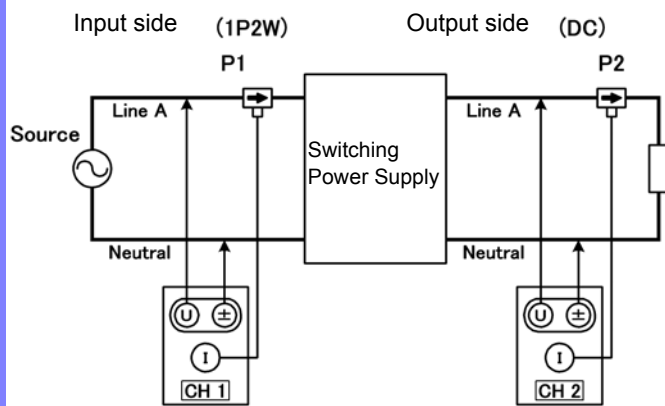 Input side (1P2W) Output side (DC)
P1 P2
Line A Line A
Source
Switching
Power Supply
Neutral Neutral
U ± U ±
I I
CH 1 CH 2